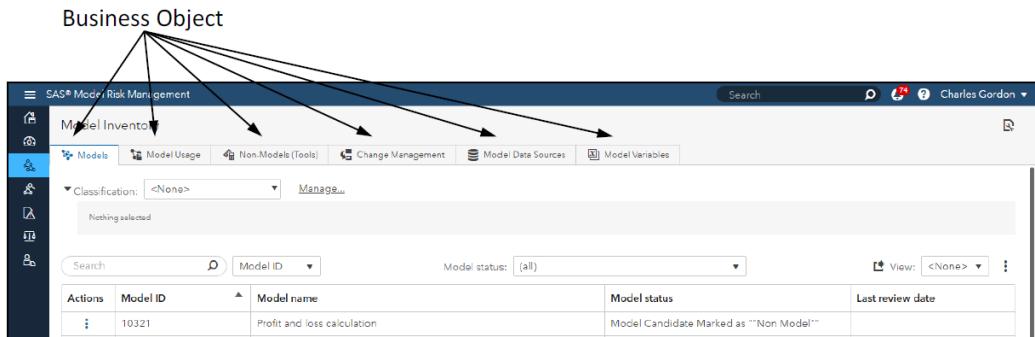 Business Object
SAS® Model Risk Management
Search
74
?
Charles Gordon
Model Inventory
Models
Model Usage
Non-Models (Tools)
Change Management
Model Data Sources
Model Variables
Classification: <None> Manage...
Nothing selected
Search
Model ID
Model status: (all)
View: <None>
Actions Model ID Model name Model status Last review date
10321 Profit and loss calculation Model Candidate Marked as ""Non Model""